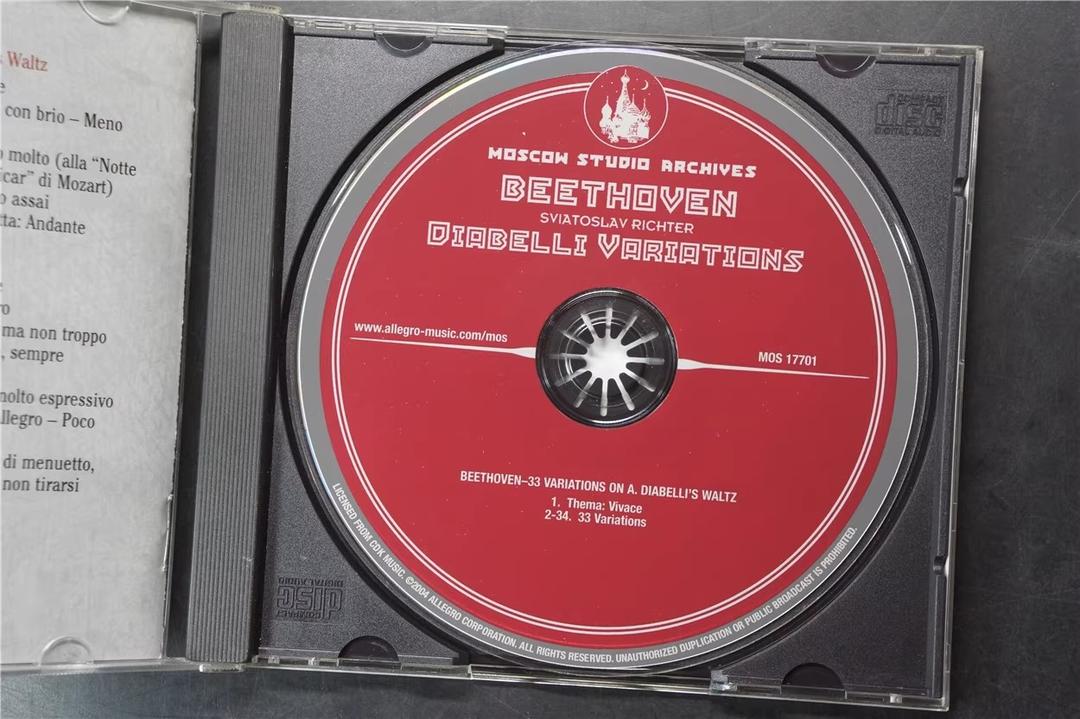 Waltz
con brio – Meno
molto (alla “Notte
di Mozart)
assai
Andante
ma non troppo
, sempre
molto espressivo
Allegro – Poco
di menuetto,
non tirarsi
MOSCOW STUDIO ARCHIVES
BEETHOVEN
SVIATOSLAV RICHTER
DIABELLI VARIATIONS
www.allegro-music.com/mos
MOS 17701
BEETHOVEN–33 VARIATIONS ON A. DIABELLI'S WALTZ
1. Thema: Vivace
2-34. 33 Variations
LICENSED FROM CDK MUSIC. ©2004 ALLEGRO CORPORATION. ALL RIGHTS RESERVED. UNAUTHORIZED DUPLICATION OR PUBLIC BROADCAST IS PROHIBITED.
COMPACT
disc
DIGITAL AUDIO
COMPACT
disc
DIGITAL AUDIO